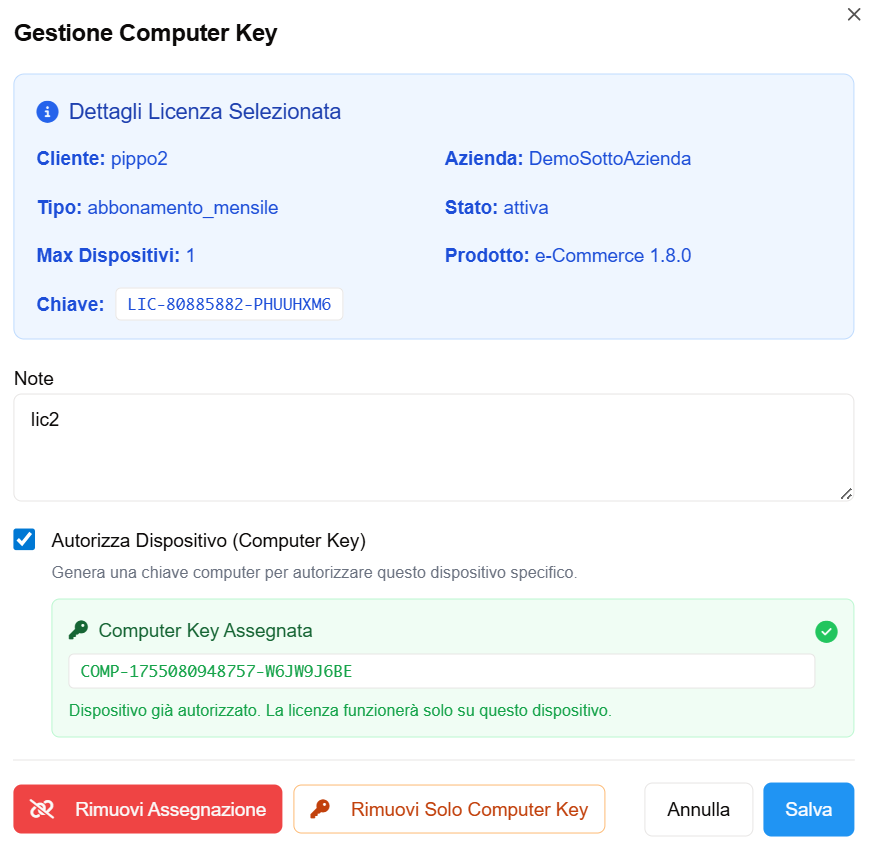 Gestione Computer Key
Dettagli Licenza Selezionata
Cliente: pippo2
Azienda: DemoSottoAzienda
Tipo: abbonamento_mensile
Stato: attiva
Max Dispositivi: 1
Prodotto: e-Commerce 1.8.0
Chiave: LIC-80885882-PHUUHXM6
Note
lic2
Autorizza Dispositivo (Computer Key)
Genera una chiave computer per autorizzare questo dispositivo specifico.
Computer Key Assegnata
COMP-1755080948757-W6JW9J6BE
Dispositivo già autorizzato. La licenza funzionerà solo su questo dispositivo.
Rimuovi Assegnazione
Rimuovi Solo Computer Key
Annulla
Salva